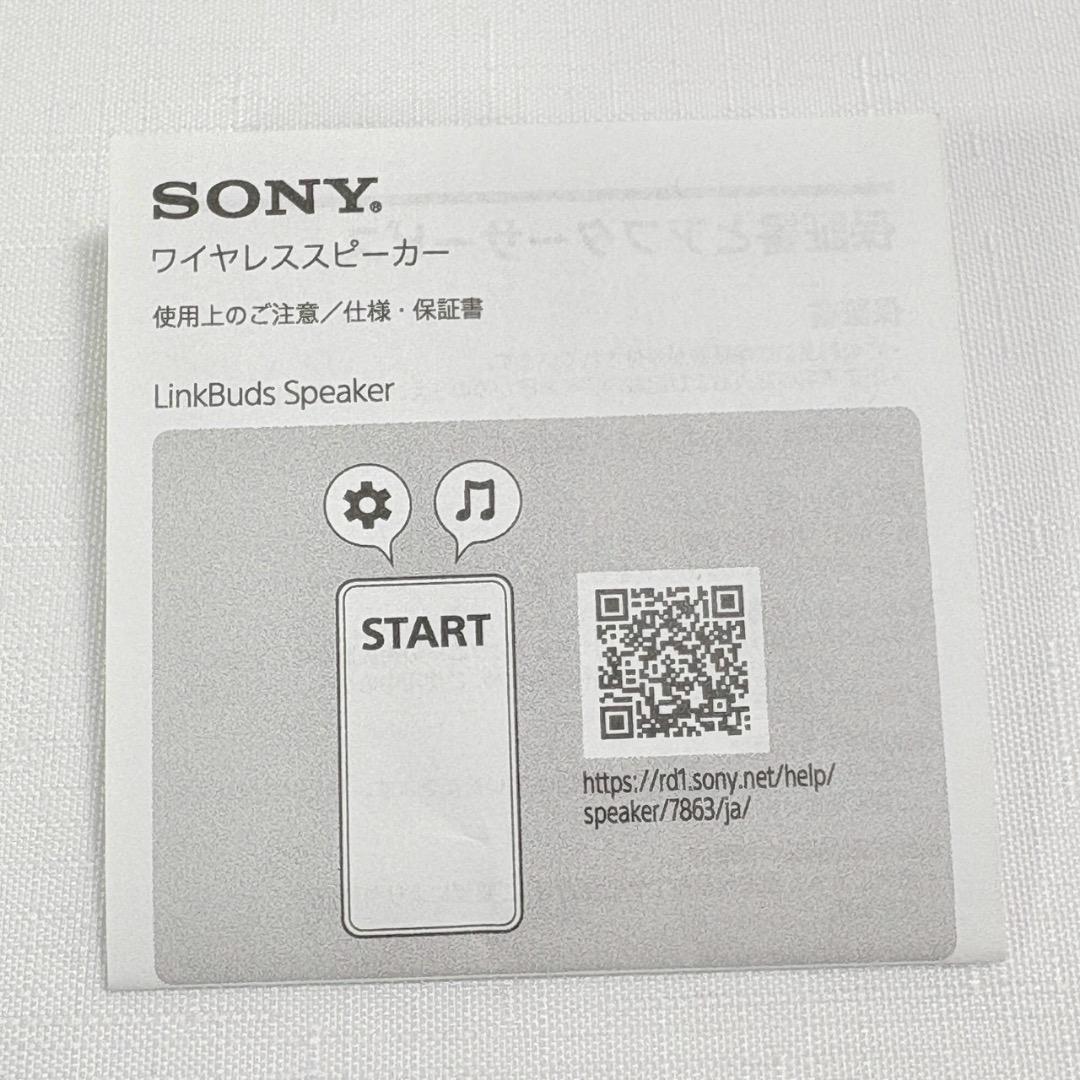 SONY®
ワイヤレススピーカー
使用上のご注意／仕様・保証書
LinkBuds Speaker
START
https://rd1.sony.net/help/
speaker/7863/ja/